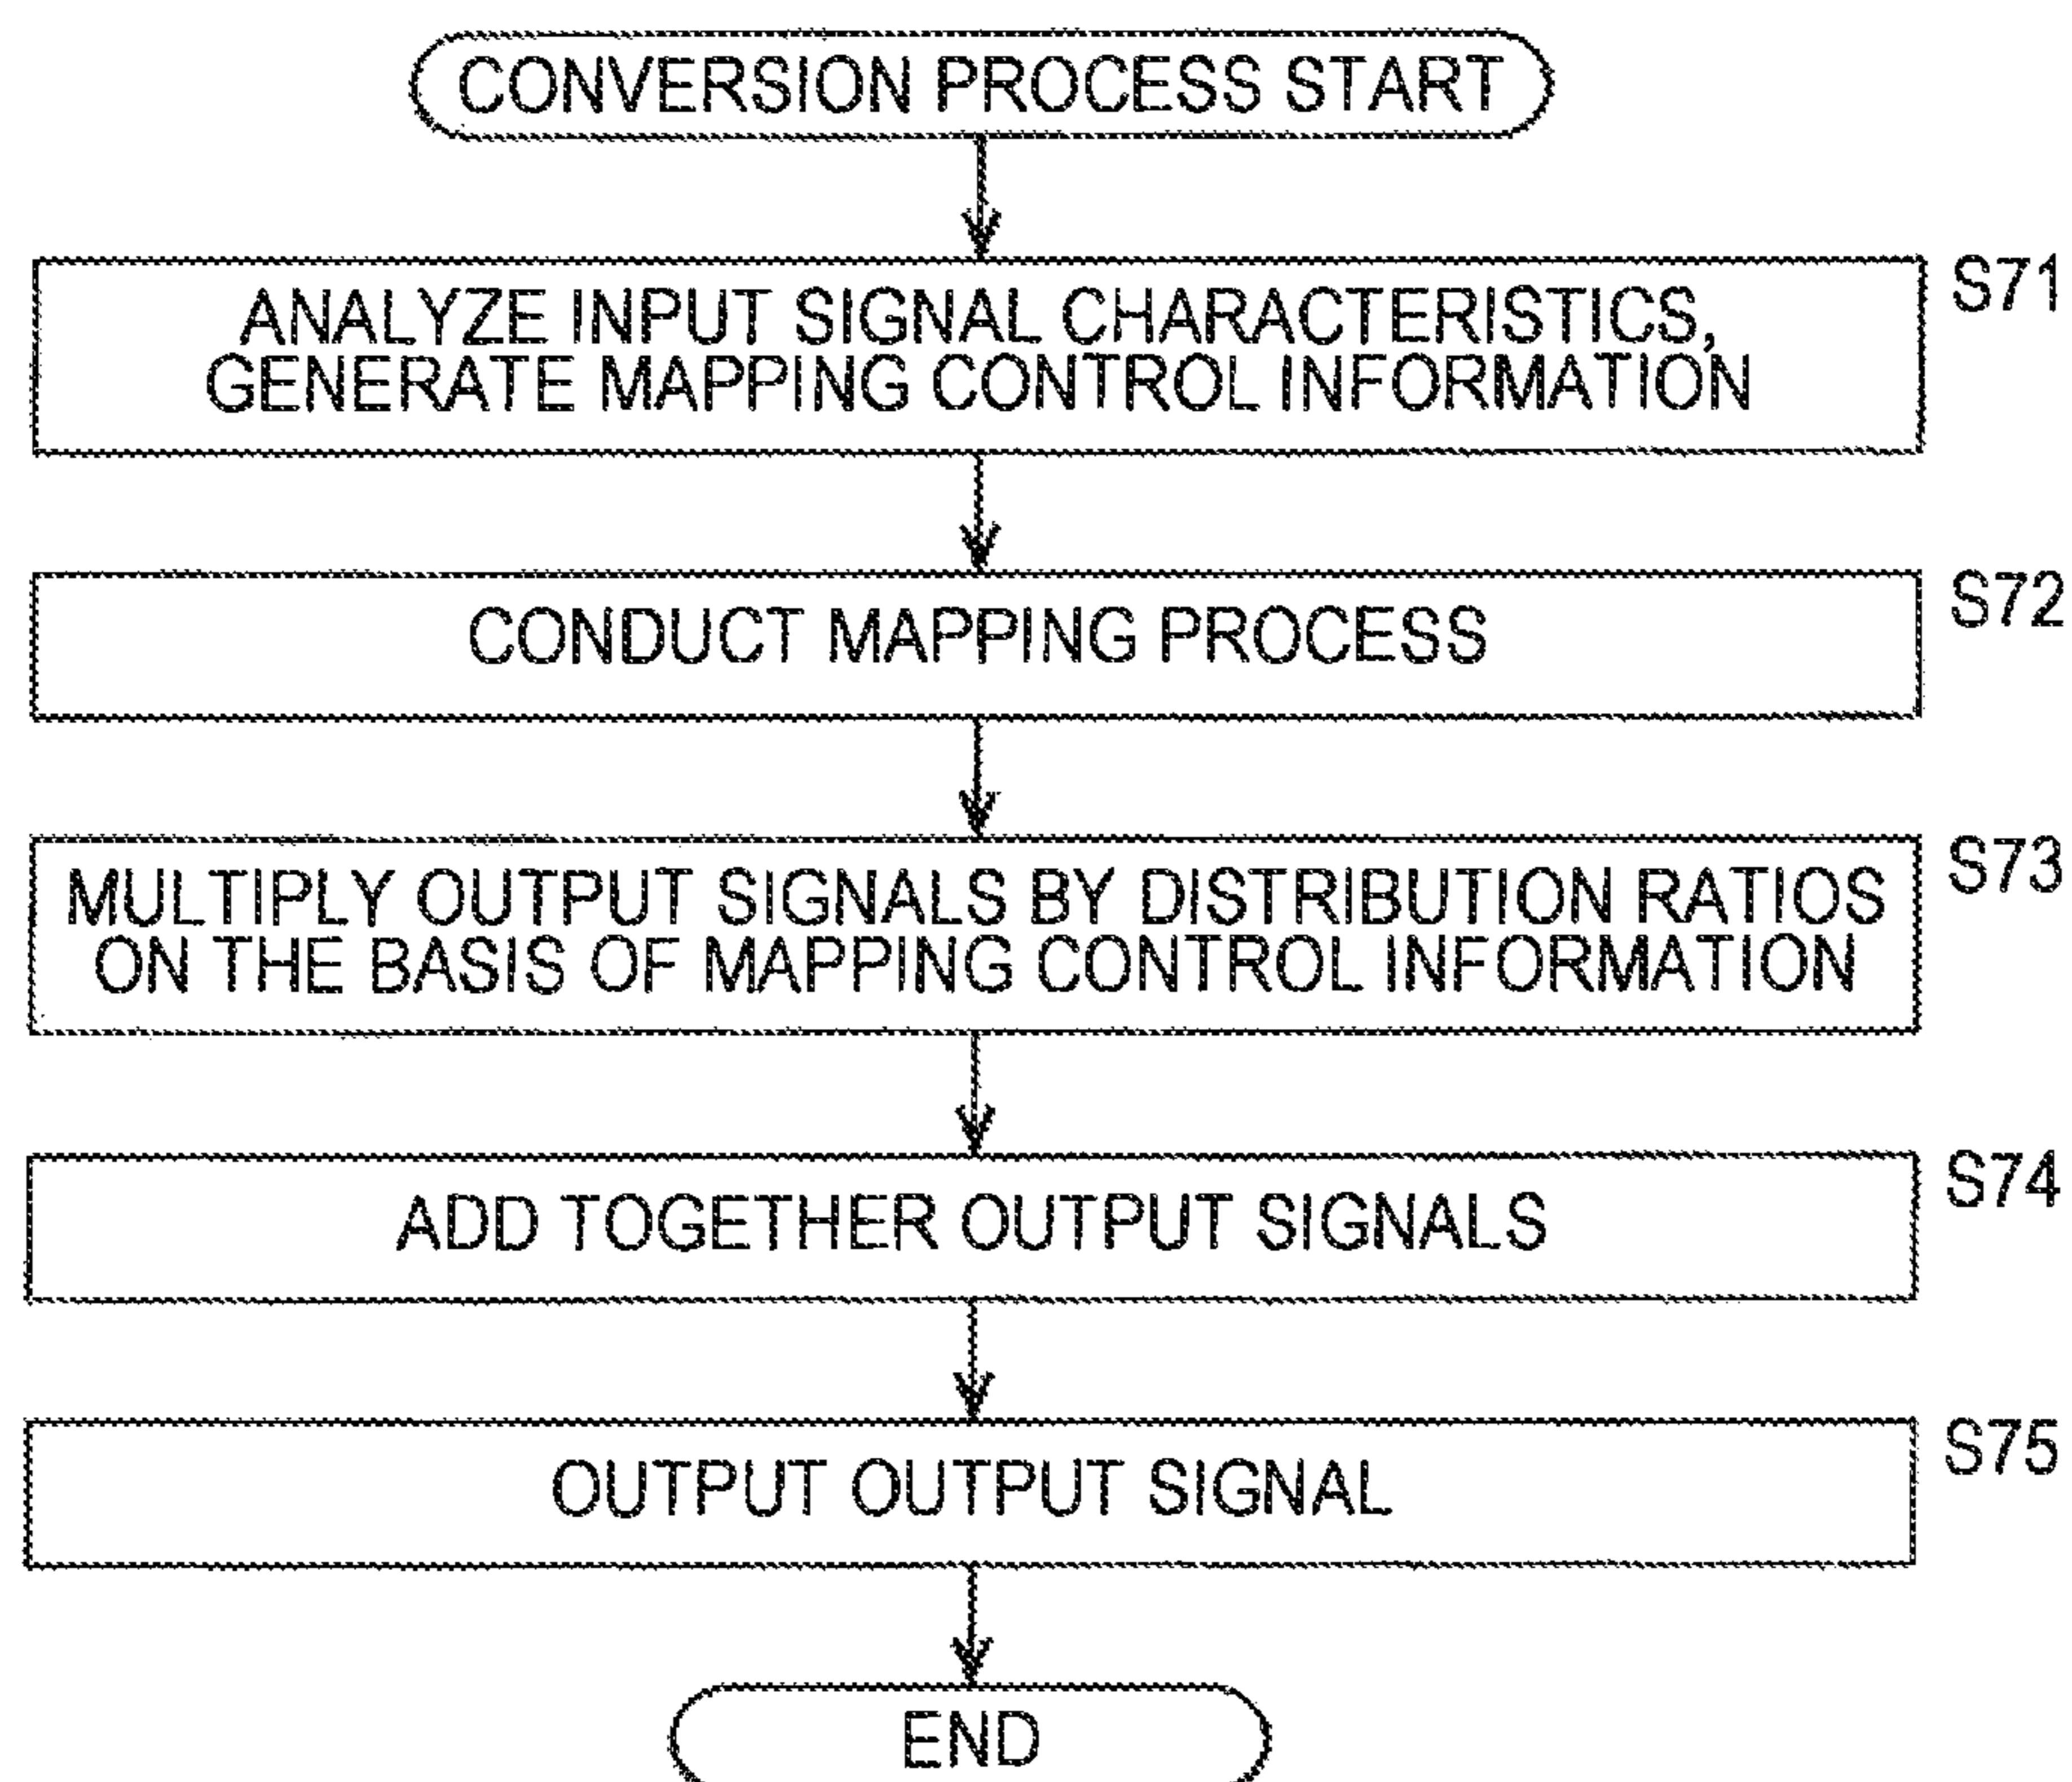 CONVERSION PROCESS START
ANALYZE INPUT SIGNAL CHARACTERISTICS,
GENERATE MAPPING CONTROL INFORMATION
S71
CONDUCT MAPPING PROCESS
S72
MULTIPLY OUTPUT SIGNALS BY DISTRIBUTION RATIOS
ON THE BASIS OF MAPPING CONTROL INFORMATION
S73
ADD TOGETHER OUTPUT SIGNALS
S74
OUTPUT OUTPUT SIGNAL
S75
END